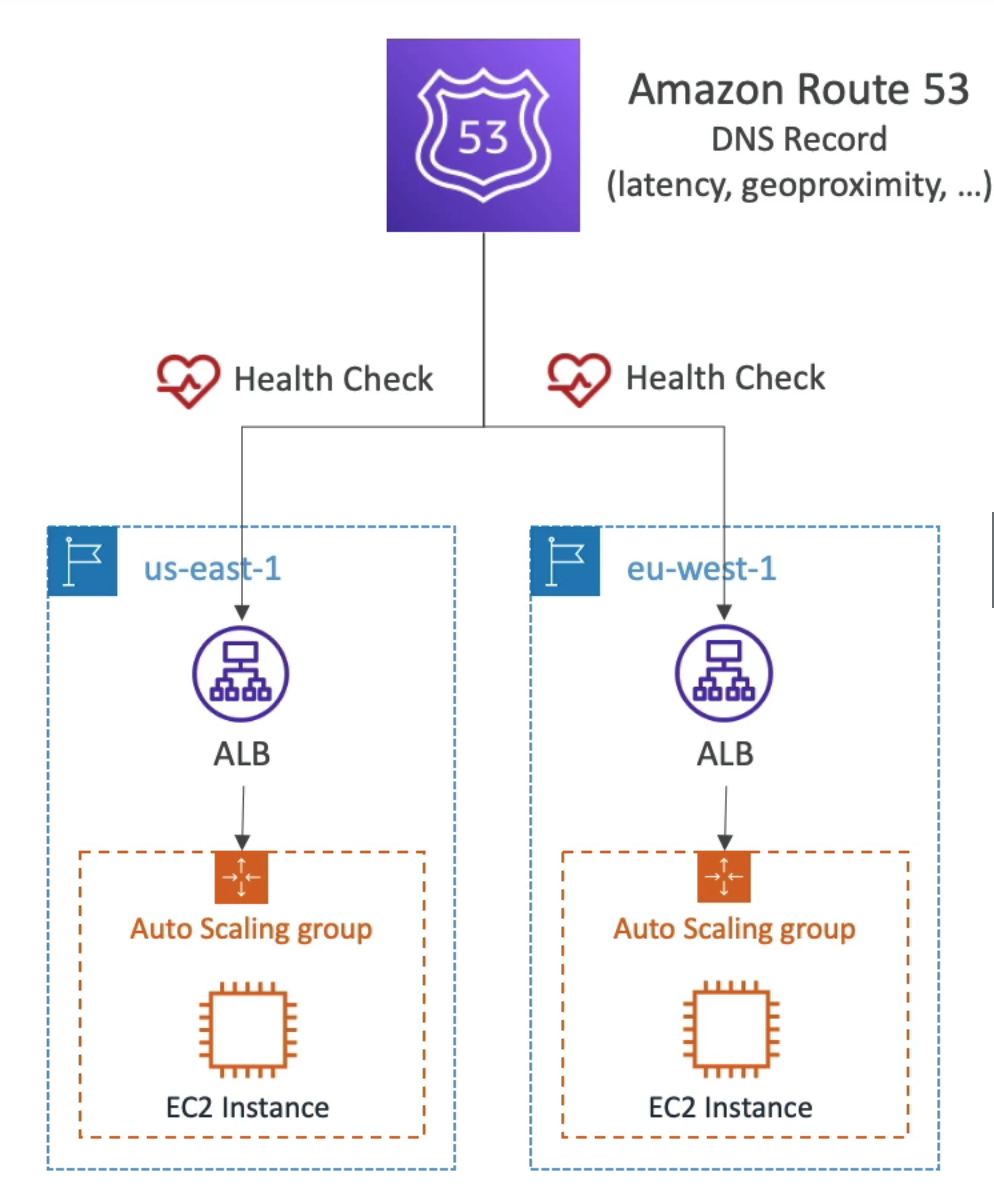 53
Amazon Route 53
DNS Record
(latency, geoproximity, ...)
Health Check
Health Check
us-east-1
eu-west-1
ALB
ALB
Auto Scaling group
Auto Scaling group
EC2 Instance
EC2 Instance